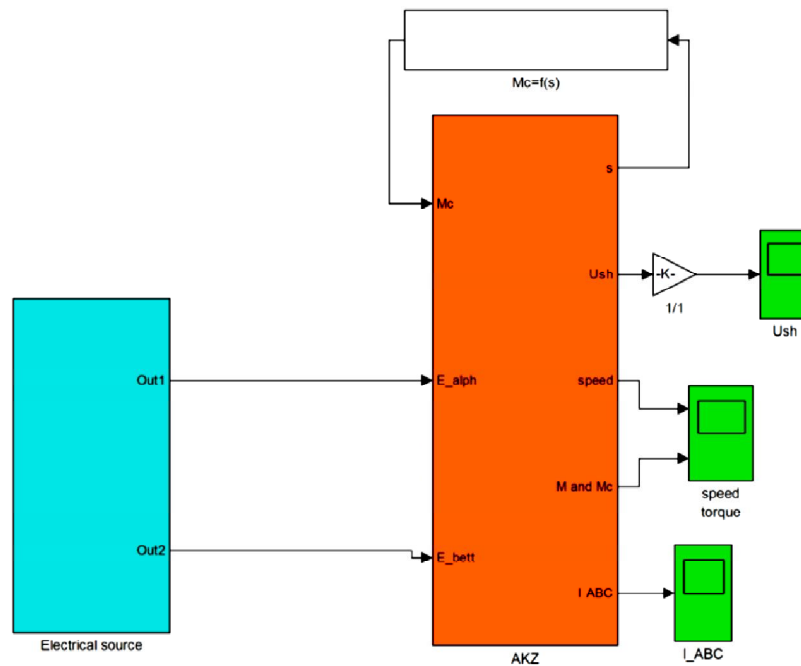 Mc=f(s)
s
Mc
Ush
-K-
1/1
Ush
Out1
E_alph
speed
M and Mc
speed
torque
Out2
E_bett
I ABC
Electrical source
AKZ
I_ABC